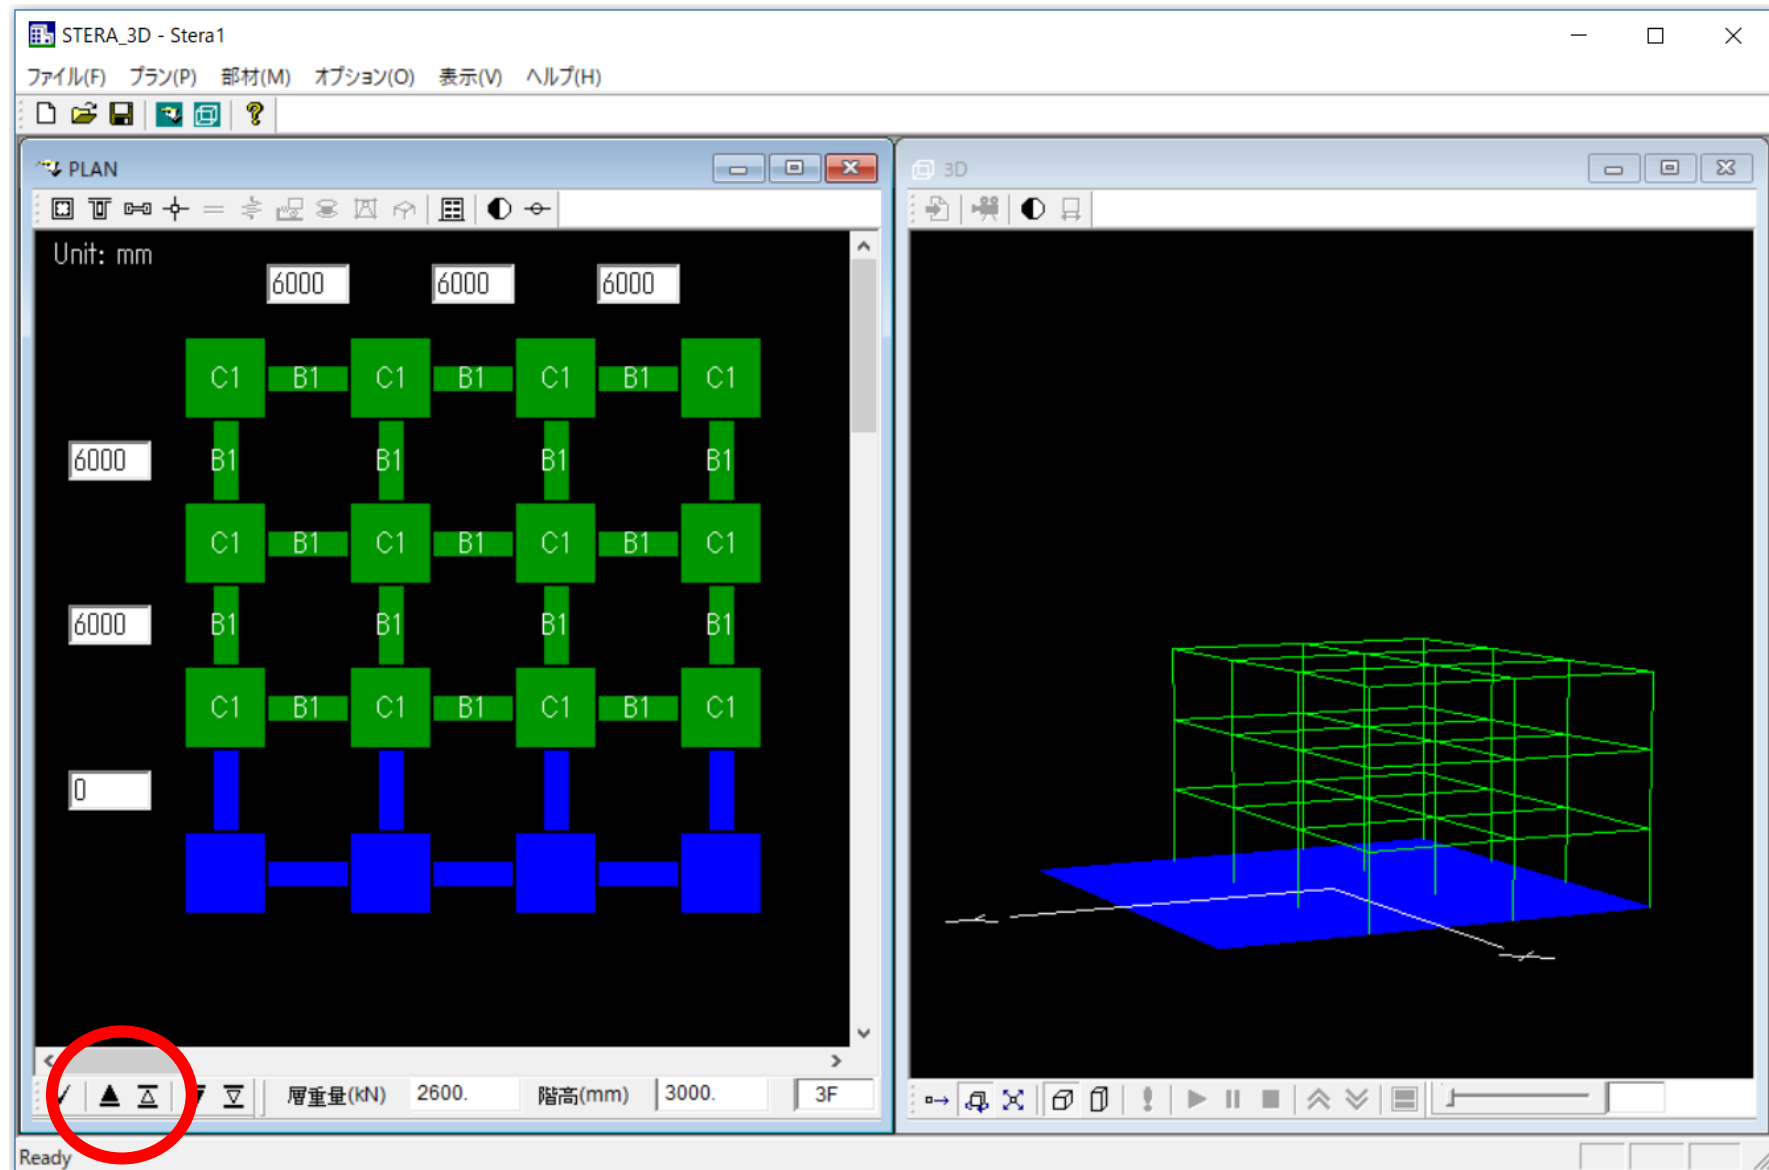 STERA_3D - Stera1
ファイル(F) プラン(P) 部材(M) オプション(O) 表示(V) ヘルプ(H)
PLAN
Unit: mm
6000 6000 6000
C1 B1 C1 B1 C1 B1 C1
6000 B1 B1 B1 B1
C1 B1 C1 B1 C1 B1 C1
6000 B1 B1 B1 B1
C1 B1 C1 B1 C1 B1 C1
0
層重量(kN) 2600. 階高(mm) 3000. 3F
3D
Ready